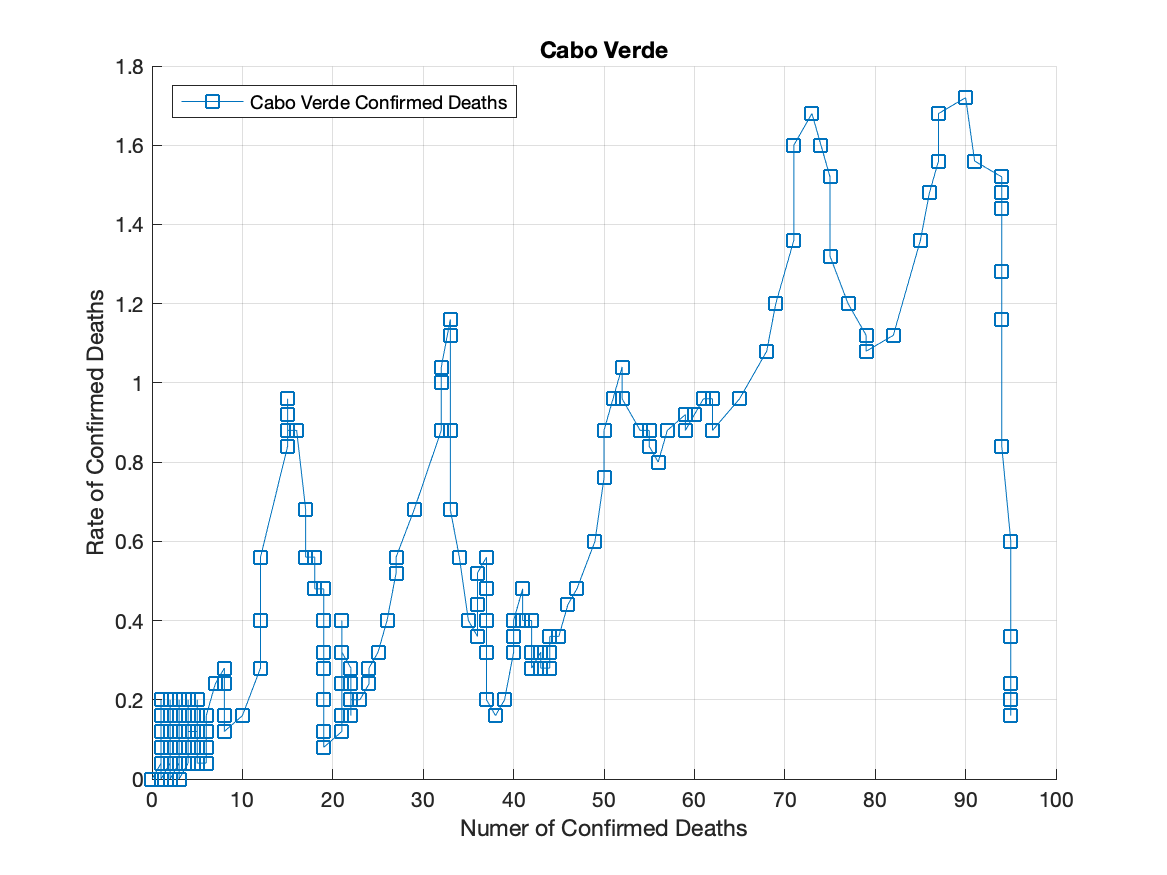 Cabo Verde
Cabo Verde Confirmed Deaths
Rate of Confirmed Deaths
1.8
1.6
1.4
1.2
1
0.8
0.6
0.4
0.2
0
0 10 20 30 40 50 60 70 80 90 100
Numer of Confirmed Deaths